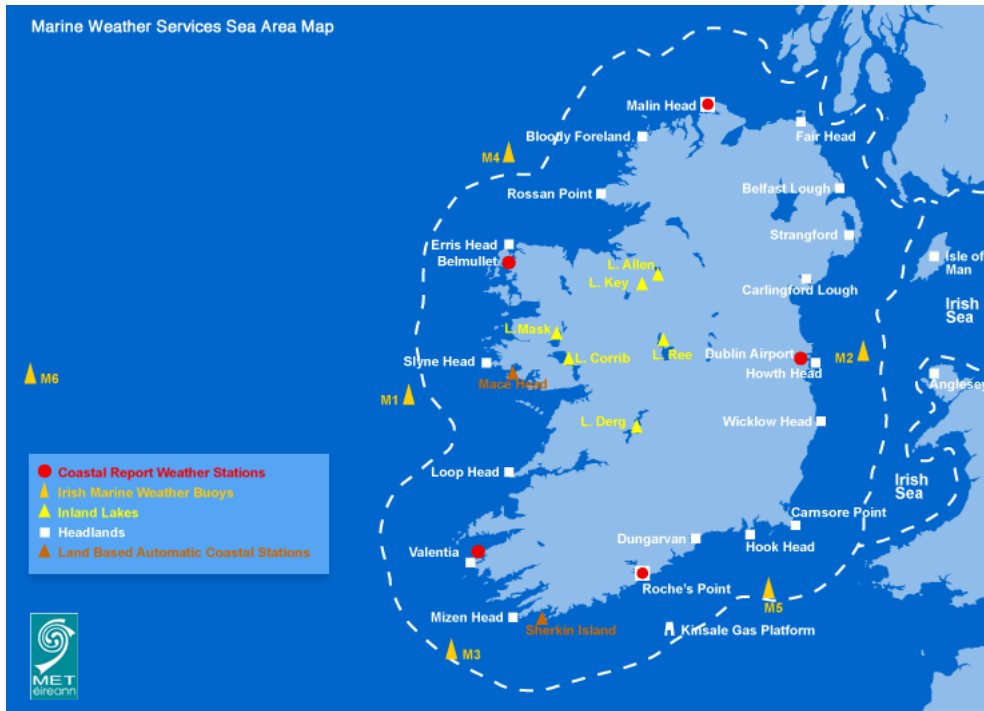 Marine Weather Services Sea Area Map
Malin Head
Bloody Foreland
Fair Head
M4
Rossan Point
Belfast Lough
Strangford
Erris Head
Belmullet
Isle of
Man
L. Allen
L. Key
Carlingford Lough
Irish
Sea
L. Mask
Slyne Head
L. Corrib
L. Ree
Dublin Airport
M2
Howth Head
M6
Mace Head
Anglesey
M1
L. Derg
Wicklow Head
Loop Head
Coastal Report Weather Stations
Irish Marine Weather Buoys
Inland Lakes
Headlands
Land Based Automatic Coastal Stations
Irish
Sea
Carnsore Point
Dungarvan
Hook Head
Valentia
Roche's Point
M5
Mizen Head
Sherkin Island
Kinsale Gas Platform
M3
MET
éireann